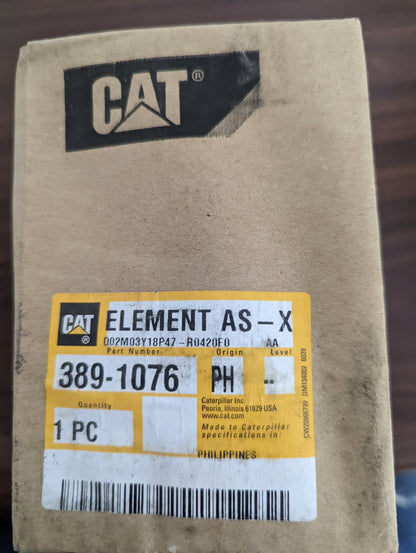 CAT®
CAT ELEMENT AS-X
D02M03Y18P47-R0420F0 AA
Part Number Origin Level
389-1076 PH --
Quantity
1 PC
Caterpillar Inc.
Peoria, Illinois 61629 USA
www.cat.com
Made to Caterpillar
specifications in:
PHILIPPINES